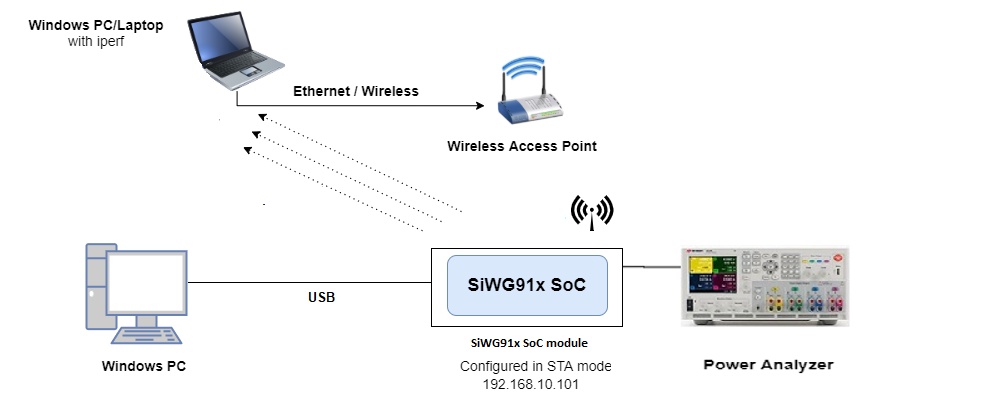 Windows PC/Laptop
with iperf
Ethernet / Wireless
Wireless Access Point
SiWG91x SoC
USB
SiWG91x SoC module
Configured in STA mode
192.168.10.101
Windows PC
Power Analyzer